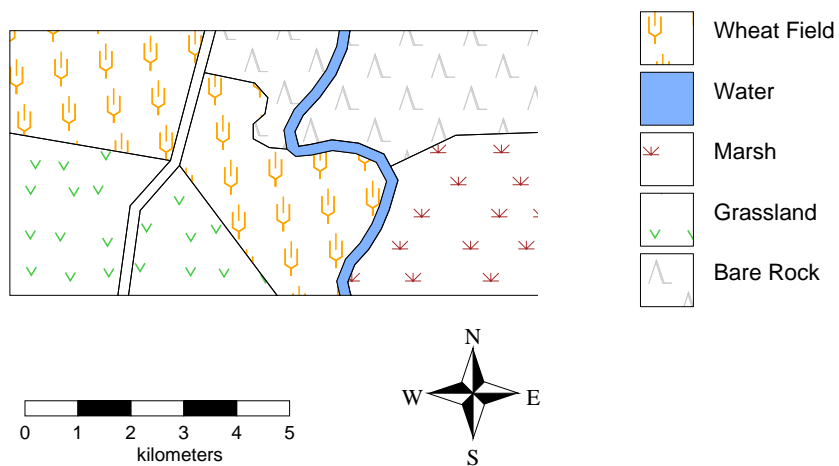 Wheat Field
Water
Marsh
Grassland
Bare Rock
N
W E
S
0 1 2 3 4 5
kilometers